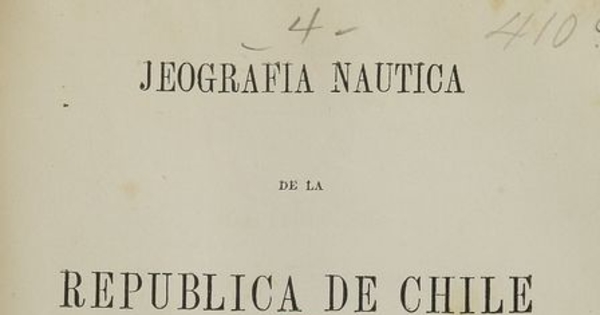 - 4 -
410
JEOGRAFIA NAUTICA
DE LA
REPUBLICA DE CHILE